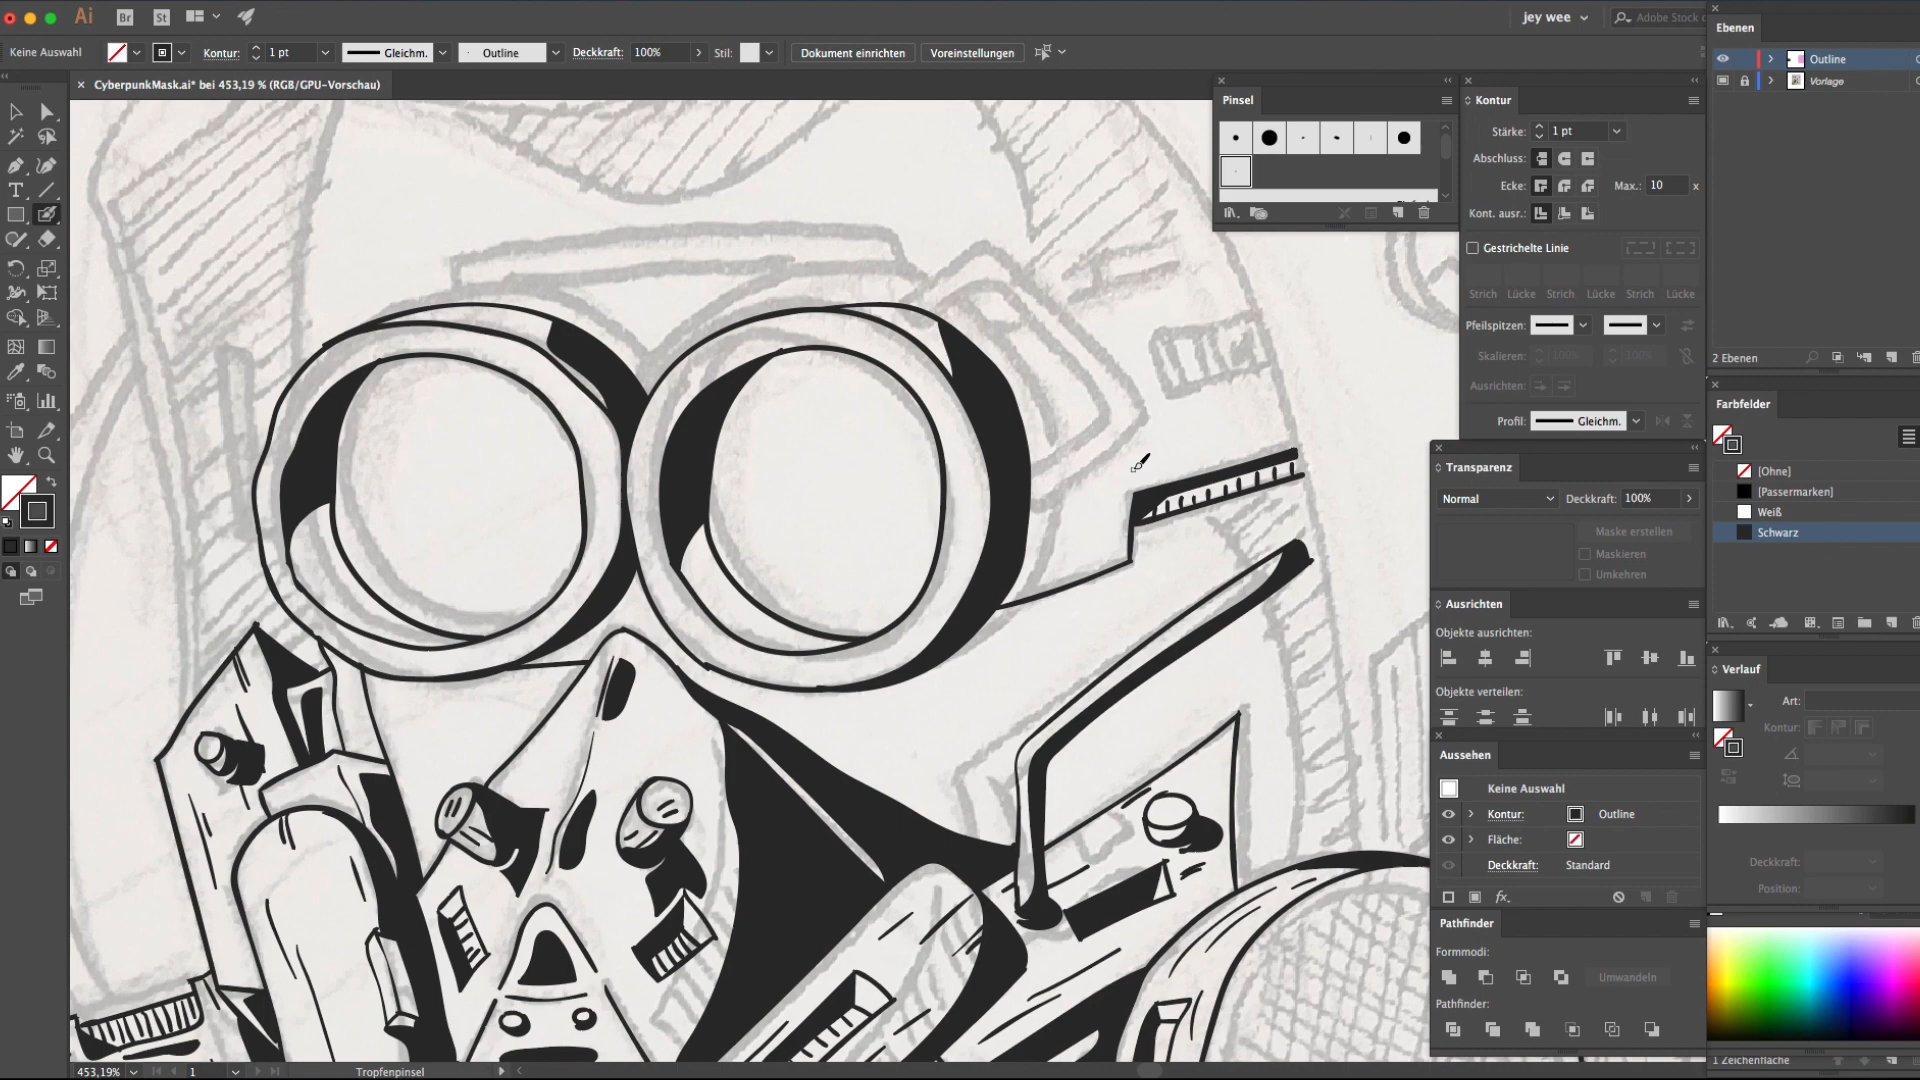 Ai Br St jey wee Adobe Stock
Keine Auswahl Kontur: 1 pt Gleichm. Outline Deckkraft: 100% Stil: Dokument einrichten Voreinstellungen
CyberpunkMask.ai* bei 453,19 % (RGB/GPU-Vorschau)
Pinsel
Kontur
Stärke: 1 pt
Abschluss:
Ecke: Max.: 10 x
Kont. ausr.:
Gestrichelte Linie
Strich Lücke Strich Lücke Strich Lücke
Pfeilspitzen:
Skalieren: 100% 100%
Ausrichten:
Profil: Gleichm.
Transparenz
Normal Deckkraft: 100%
Maske erstellen
Maskieren
Umkehren
Ausrichten
Objekte ausrichten:
Objekte verteilen:
Aussehen
Keine Auswahl
Kontur: Outline
Fläche:
Deckkraft: Standard
fx.
Pathfinder
Formmodi:
Umwandeln
Pathfinder:
Ebenen
Outline
Vorlage
2 Ebenen
Farbfelder
[Ohne]
[Passermarken]
Weiß
Schwarz
Verlauf
Art:
Kontur:
Deckkraft:
Position:
1 Zeichenfläche
453,19% 1 Tropfenpinsel